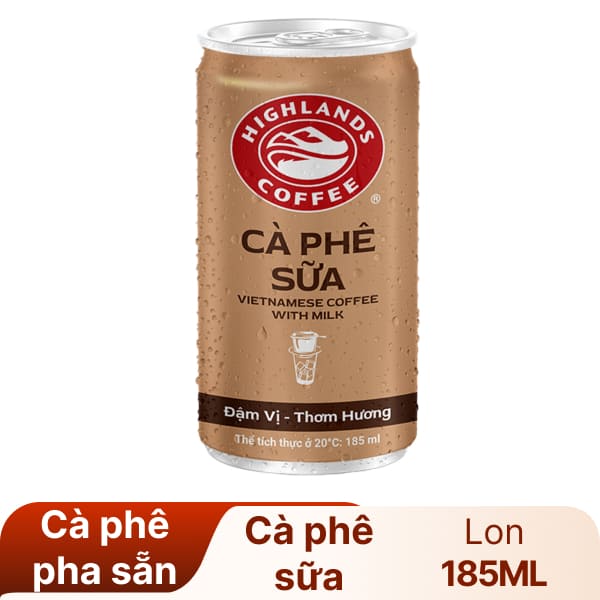 HIGHLANDS
COFFEE
®
CÀ PHÊ
SỮA
VIETNAMESE COFFEE
WITH MILK
Đậm Vị - Thơm Hương
Thể tích thực ở 20°C: 185 ml
Cà phê
pha sẵn
Cà phê
sữa
Lon
185ML